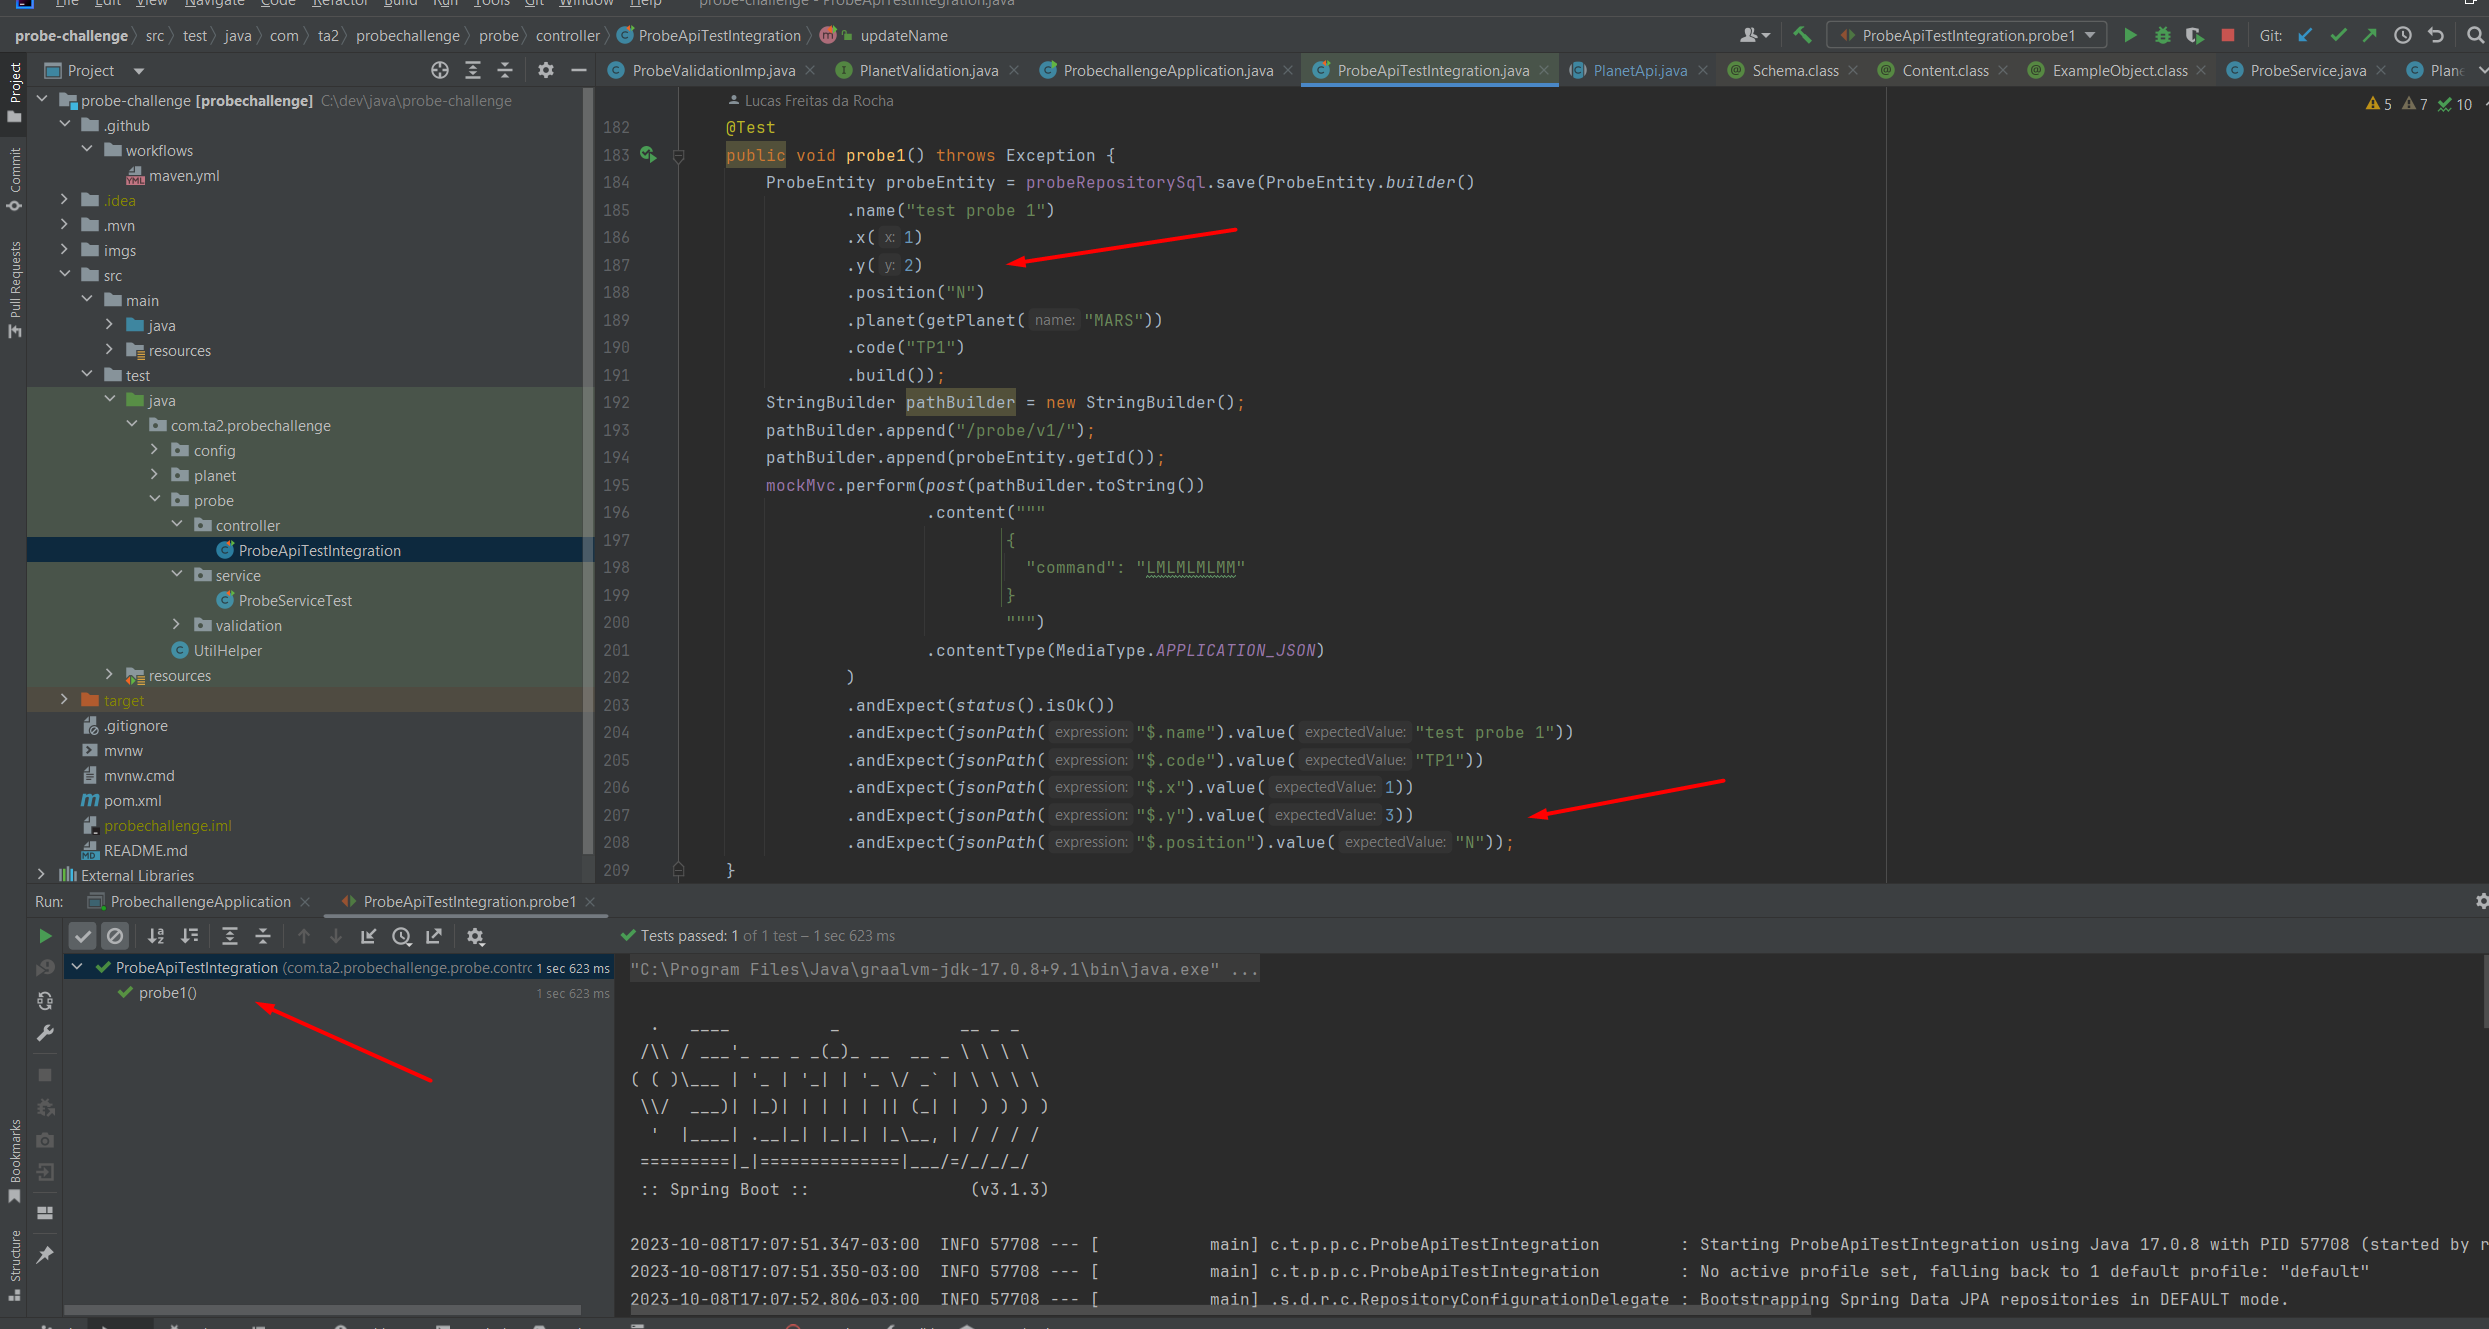 File Edit View Navigate Code Refactor Build Run Tools Git Window Help probe-challenge - ProbeApiTestIntegration.java
probe-challenge src test java com ta2 probechallenge probe controller ProbeApiTestIntegration updateName ProbeApiTestIntegration.probe1 Git:
Project
ProbeValidationImp.java PlanetValidation.java ProbechallengeApplication.java ProbeApiTestIntegration.java PlanetApi.java Schema.class Content.class ExampleObject.class ProbeService.java Plane
Project
Commit
Pull Requests
Bookmarks
Structure
probe-challenge [probechallenge] C:\dev\java\probe-challenge
.github
workflows
maven.yml
.idea
.mvn
imgs
src
main
java
resources
test
java
com.ta2.probechallenge
config
planet
probe
controller
ProbeApiTestIntegration
service
ProbeServiceTest
validation
UtilHelper
resources
target
.gitignore
mvnw
mvnw.cmd
pom.xml
probechallenge.iml
README.md
External Libraries
Lucas Freitas da Rocha
5 7 10
182 @Test
183 public void probe1() throws Exception {
184 ProbeEntity probeEntity = probeRepositorySql.save(ProbeEntity.builder()
185 .name("test probe 1")
186 .x( x: 1)
187 .y( y: 2)
188 .position("N")
189 .planet(getPlanet( name: "MARS"))
190 .code("TP1")
191 .build());
192 StringBuilder pathBuilder = new StringBuilder();
193 pathBuilder.append("/probe/v1/");
194 pathBuilder.append(probeEntity.getId());
195 mockMvc.perform(post(pathBuilder.toString())
196 .content("""
197 {
198 "command": "LMLMLMLMM"
199 }
200 """)
201 .contentType(MediaType.APPLICATION_JSON)
202 )
203 .andExpect(status().isOk())
204 .andExpect(jsonPath( expression: "$.name").value( expectedValue: "test probe 1"))
205 .andExpect(jsonPath( expression: "$.code").value( expectedValue: "TP1"))
206 .andExpect(jsonPath( expression: "$.x").value( expectedValue: 1))
207 .andExpect(jsonPath( expression: "$.y").value( expectedValue: 3))
208 .andExpect(jsonPath( expression: "$.position").value( expectedValue: "N"));
209 }
Run: ProbechallengeApplication ProbeApiTestIntegration.probe1
Tests passed: 1 of 1 test – 1 sec 623 ms
ProbeApiTestIntegration (com.ta2.probechallenge.probe.contrc 1 sec 623 ms
probe1() 1 sec 623 ms
"C:\Program Files\Java\graalvm-jdk-17.0.8+9.1\bin\java.exe" ...
  .   ____          _            __ _ _
 /\\ / ___'_ __ _ _(_)_ __  __ _ \ \ \ \
( ( )\___ | '_ | '_| | '_ \/ _` | \ \ \ \
 \\/  ___)| |_)| | | | | || (_| |  ) ) ) )
  '  |____| .__|_| |_|_| |_\__, | / / / /
 =========|_|==============|___/=/_/_/_/
:: Spring Boot :: (v3.1.3)
2023-10-08T17:07:51.347-03:00 INFO 57708 --- [ main] c.t.p.p.c.ProbeApiTestIntegration : Starting ProbeApiTestIntegration using Java 17.0.8 with PID 57708 (started by r
2023-10-08T17:07:51.350-03:00 INFO 57708 --- [ main] c.t.p.p.c.ProbeApiTestIntegration : No active profile set, falling back to 1 default profile: "default"
2023-10-08T17:07:52.806-03:00 INFO 57708 --- [ main] .s.d.r.c.RepositoryConfigurationDelegate : Bootstrapping Spring Data JPA repositories in DEFAULT mode.